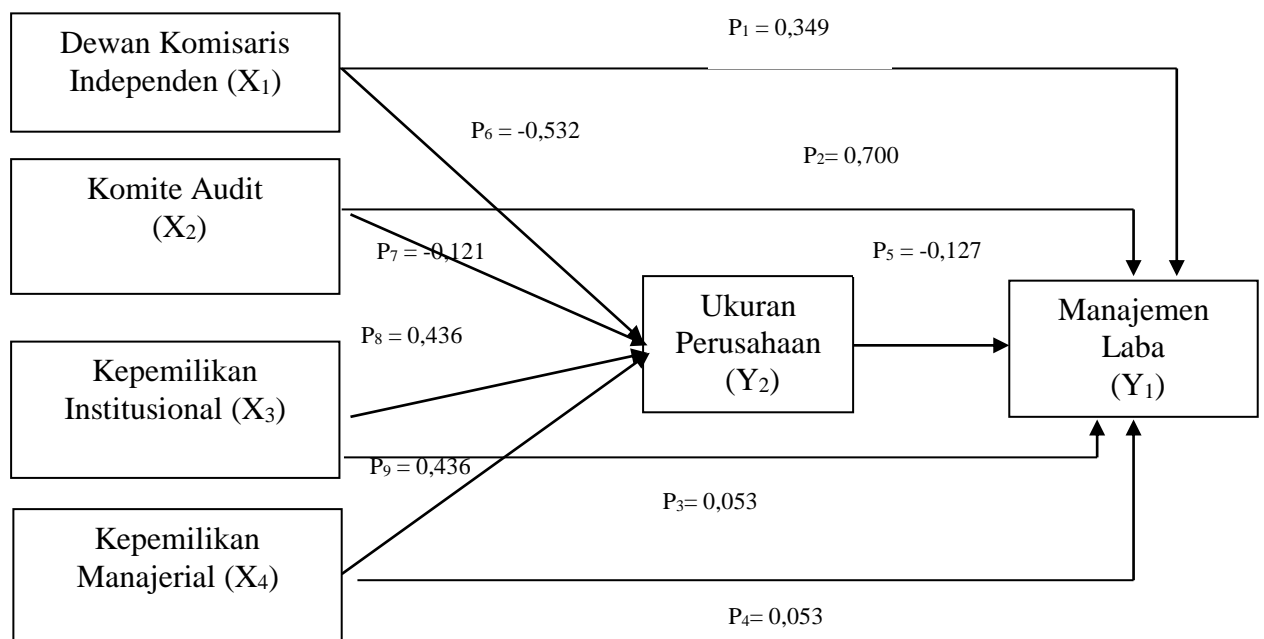 P₁ = 0,349
Dewan Komisaris
Independen (X₁)
P₆ = -0,532
P₂= 0,700
Komite Audit
(X₂)
P₇ = -0,121
P₅ = -0,127
Ukuran
Perusahaan
(Y₂)
Manajemen
Laba
(Y₁)
P₈ = 0,436
Kepemilikan
Institusional (X₃)
P₉ = 0,436
P₃= 0,053
Kepemilikan
Manajerial (X₄)
P₄= 0,053